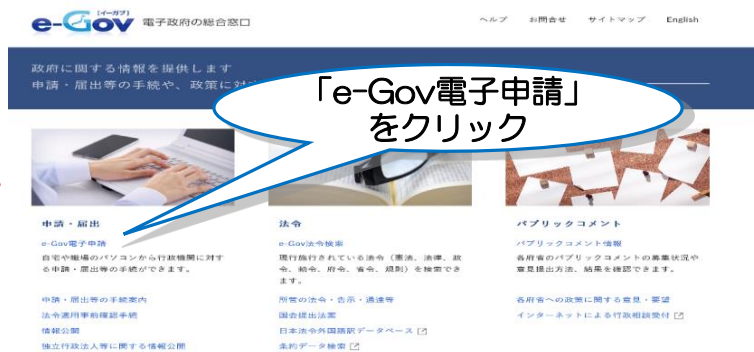 [イーガブ]
e-Gov 電子政府の総合窓口
ヘルプ お問合せ サイトマップ English
政府に関する情報を提供します
申請・届出等の手続や、政策に対
「e-Gov電子申請」
をクリック
申請・届出
e-Gov電子申請
自宅や職場のパソコンから行政機関に対す
る申請・届出等の手続ができます。
申請・届出等の手続案内
法令適用事前確認手続
情報公開
独立行政法人等に関する情報公開
法令
e-Gov法令検索
現行施行されている法令（憲法、法律、政
令、勅令、府令、省令、規則）を検索でき
ます。
所管の法令・告示・通達等
国会提出法案
日本法令外国語訳データベース
条約データ検索
パブリックコメント
パブリックコメント情報
各府省のパブリックコメントの募集状況や
意見提出方法、結果を確認できます。
各府省への政策に関する意見・要望
インターネットによる行政相談受付